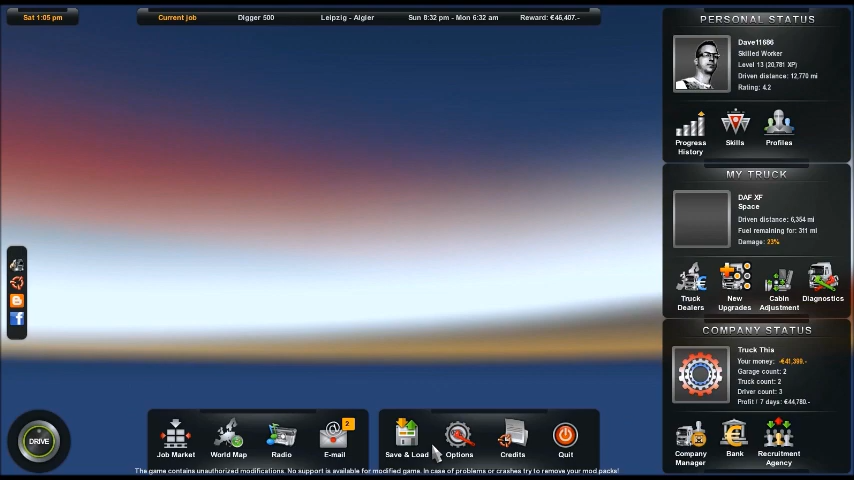 Sat 1:05 pm
Current job Digger 500 Leipzig - Algier Sun 8:32 pm - Mon 6:32 am Reward: €46,407.-
PERSONAL STATUS
Dave11686
Skilled Worker
Level 13 (20,781 XP)
Driven distance: 12,770 mi
Rating: 4.2
Progress History
Skills
Profiles
MY TRUCK
DAF XF
Space
Driven distance: 6,354 mi
Fuel remaining for: 311 mi
Damage: 23%
Truck Dealers
New Upgrades
Cabin Adjustment
Diagnostics
COMPANY STATUS
Truck This
Your money: -€41,399.-
Garage count: 2
Truck count: 2
Driver count: 3
Profit / 7 days: €44,780.-
Company Manager
Bank
Recruitment Agency
DRIVE
Job Market
World Map
Radio
2
E-mail
Save & Load
Options
Credits
Quit
The game contains unauthorized modifications. No support is available for modified game. In case of problems or crashes try to remove your mod packs!